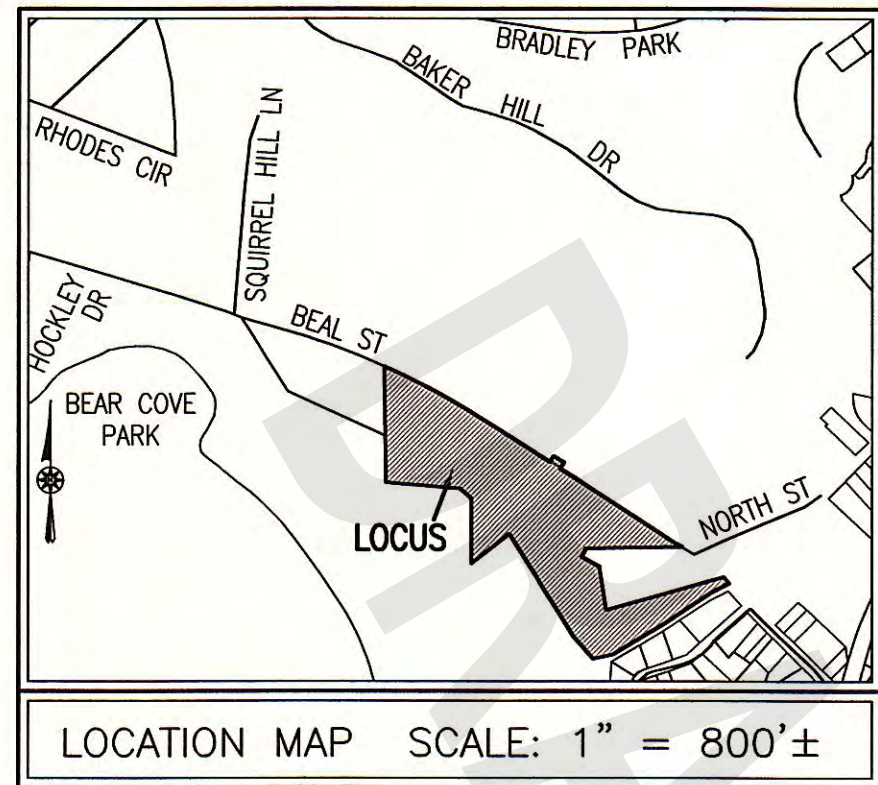 BRADLEY PARK
BAKER HILL DR
RHODES CIR
SQUIRREL HILL LN
HOCKLEY
DR
BEAL ST
BEAR COVE
PARK
LOCUS
NORTH ST
LOCATION MAP SCALE: 1" = 800'±